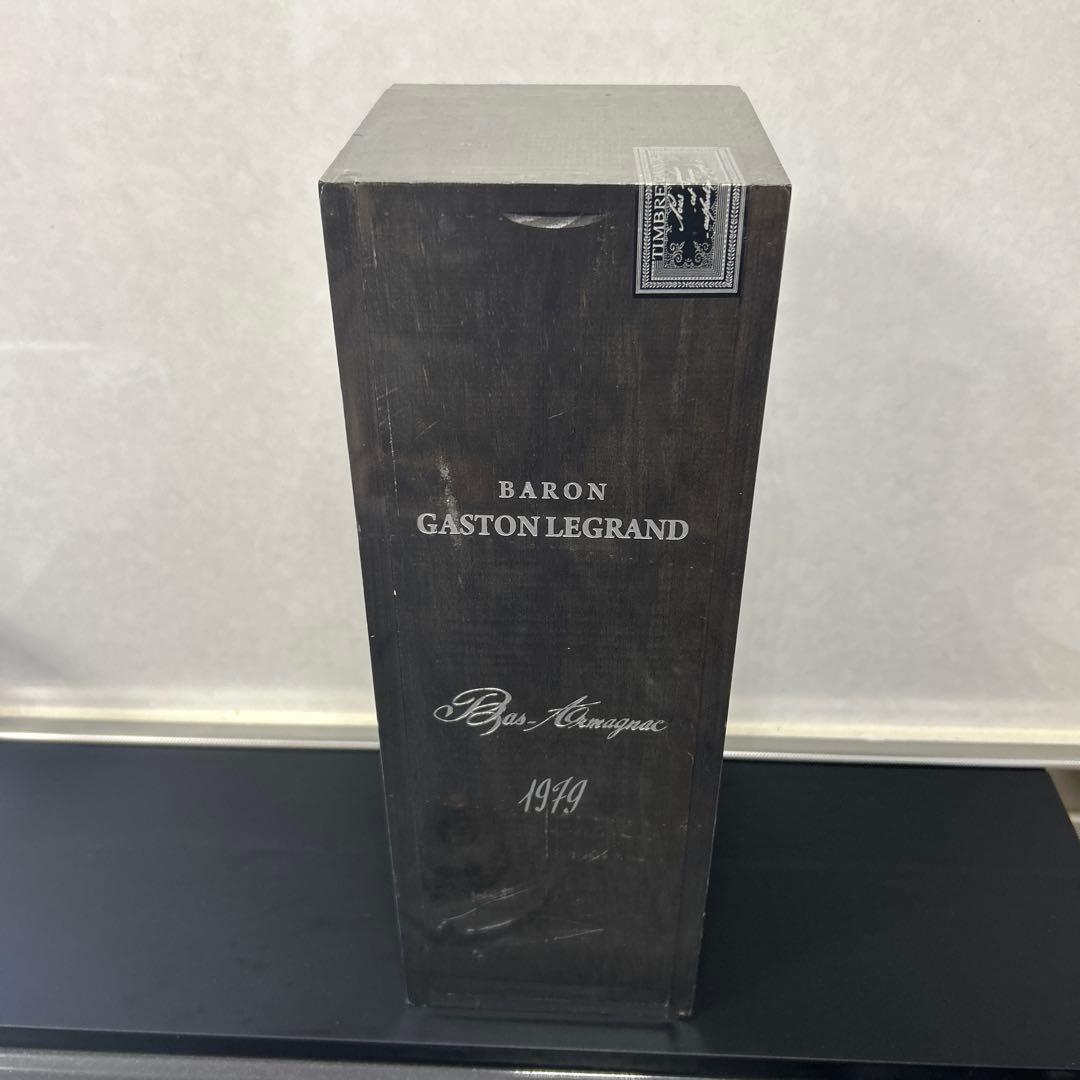 TIMBRE
BARON
GASTON LEGRAND
Bas-Armagnac
1979